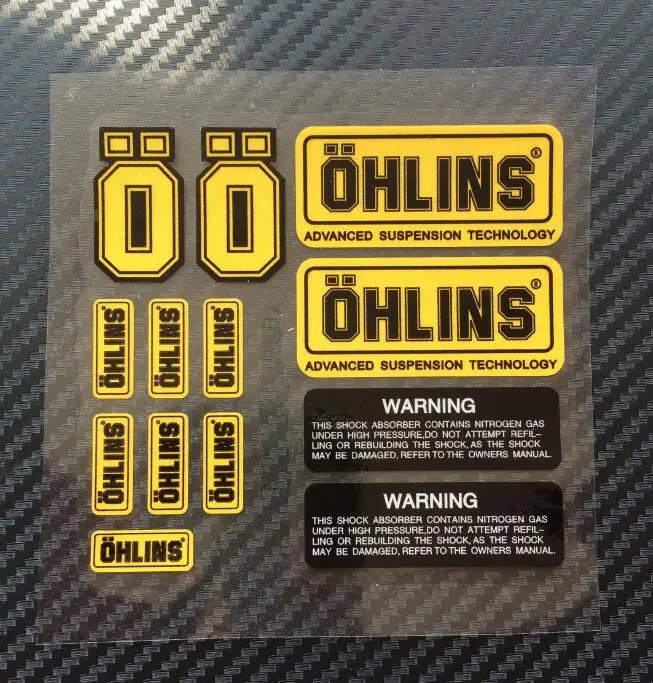 Ö
Ö
ÖHLINS®
ADVANCED SUSPENSION TECHNOLOGY
ÖHLINS®
ADVANCED SUSPENSION TECHNOLOGY
ÖHLINS
ÖHLINS
ÖHLINS
ÖHLINS
ÖHLINS
ÖHLINS
ÖHLINS
WARNING
THIS SHOCK ABSORBER CONTAINS NITROGEN GAS
UNDER HIGH PRESSURE,DO NOT ATTEMPT REFIL-
LING OR REBUILDING THE SHOCK, AS THE SHOCK
MAY BE DAMAGED, REFER TO THE OWNERS MANUAL.
WARNING
THIS SHOCK ABSORBER CONTAINS NITROGEN GAS
UNDER HIGH PRESSURE,DO NOT ATTEMPT REFIL-
LING OR REBUILDING THE SHOCK, AS THE SHOCK
MAY BE DAMAGED, REFER TO THE OWNERS MANUAL.